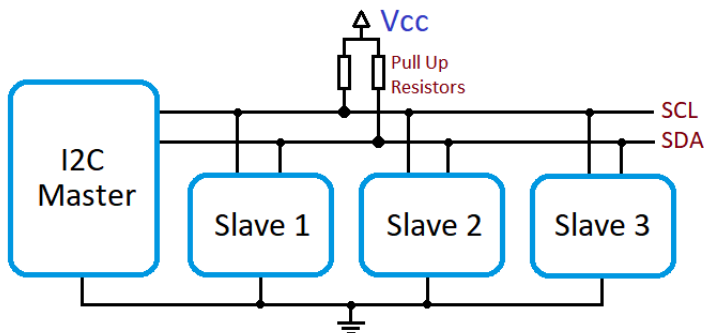 Vcc
Pull Up
Resistors
SCL
SDA
I2C
Master
Slave 1
Slave 2
Slave 3